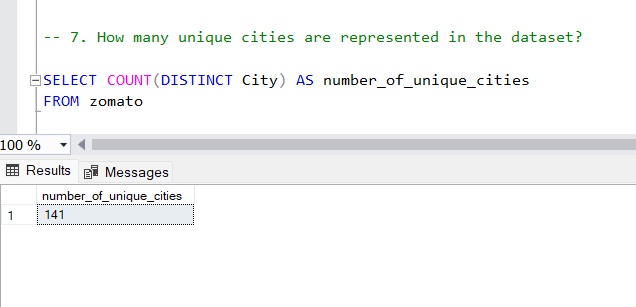 -- 7. How many unique cities are represented in the dataset?
SELECT COUNT(DISTINCT City) AS number_of_unique_cities
FROM zomato
100 %
Results Messages
number_of_unique_cities
1 141